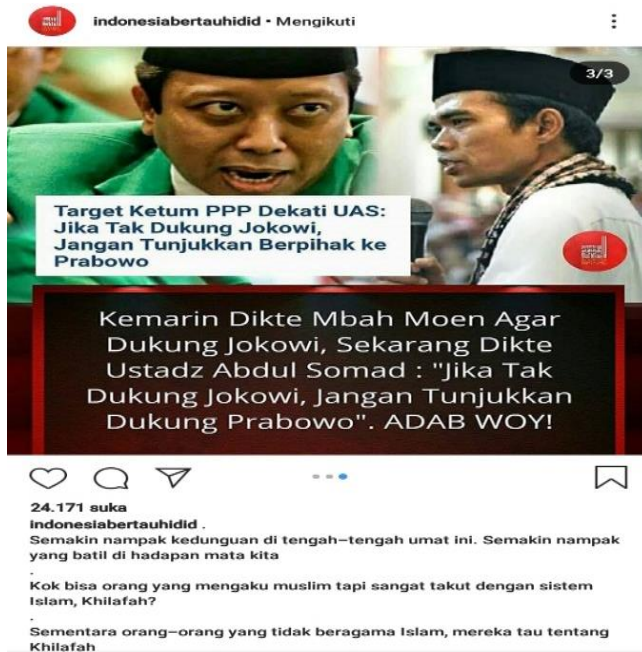 indonesiabertauhidid • Mengikuti
3/3
Target Ketum PPP Dekati UAS:
Jika Tak Dukung Jokowi,
Jangan Tunjukkan Berpihak ke
Prabowo
Kemarin Dikte Mbah Moen Agar
Dukung Jokowi, Sekarang Dikte
Ustadz Abdul Somad : "Jika Tak
Dukung Jokowi, Jangan Tunjukkan
Dukung Prabowo". ADAB WOY!
24.171 suka
indonesiabertauhidid .
Semakin nampak kedunguan di tengah-tengah umat ini. Semakin nampak
yang batil di hadapan mata kita
.
Kok bisa orang yang mengaku muslim tapi sangat takut dengan sistem
Islam, Khilafah?
.
Sementara orang-orang yang tidak beragama Islam, mereka tau tentang
Khilafah